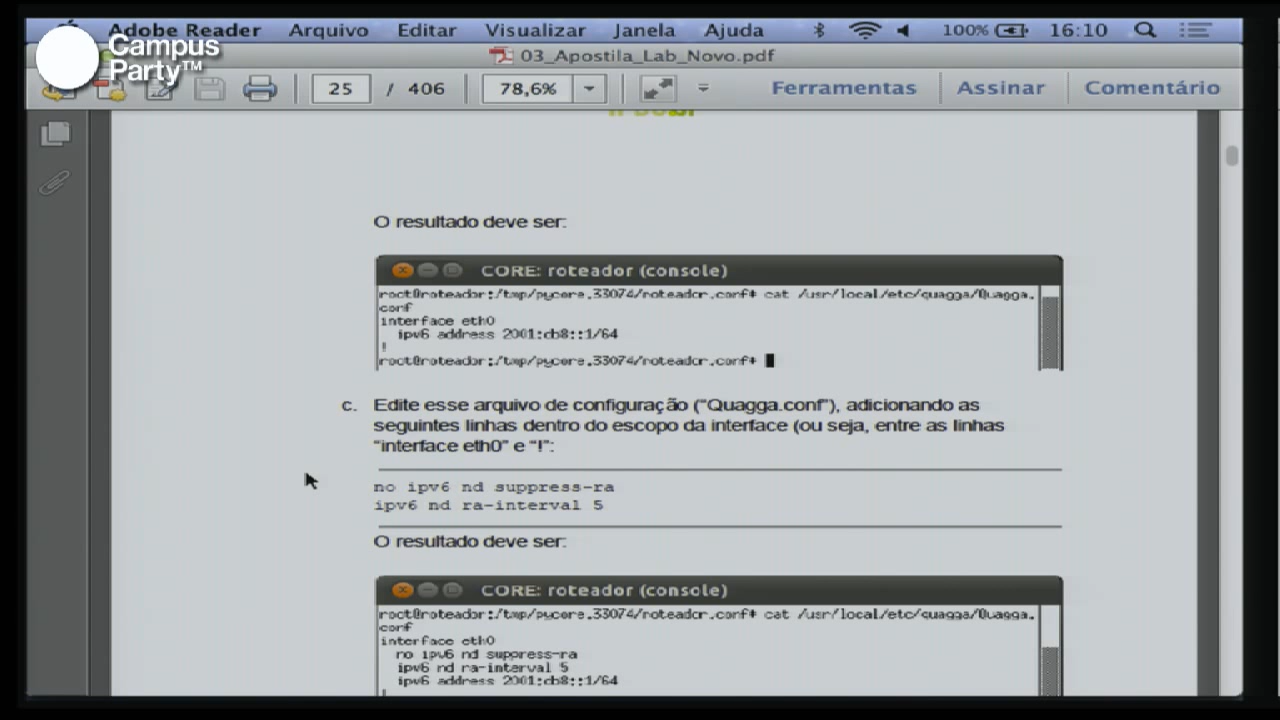 Adobe Reader Arquivo Editar Visualizar Janela Ajuda 100% 16:10
Campus
Party™
03_Apostila_Lab_Novo.pdf
25 / 406 78,6% Ferramentas Assinar Comentário
O resultado deve ser:
CORE: roteador (console)
root@roteador:/tmp/pycore.33074/roteador.conf# cat /usr/local/etc/quagga/Quagga.
conf
interface eth0
ipv6 address 2001:db8::1/64
!
root@roteador:/tmp/pycore.33074/roteador.conf#
c. Edite esse arquivo de configuração ("Quagga.conf"), adicionando as
seguintes linhas dentro do escopo da interface (ou seja, entre as linhas
"interface eth0" e "!":
no ipv6 nd suppress-ra
ipv6 nd ra-interval 5
O resultado deve ser:
CORE: roteador (console)
root@roteador:/tmp/pycore.33074/roteador.conf# cat /usr/local/etc/quagga/Quagga.
conf
interface eth0
no ipv6 nd suppress-ra
ipv6 nd ra-interval 5
ipv6 address 2001:db8::1/64